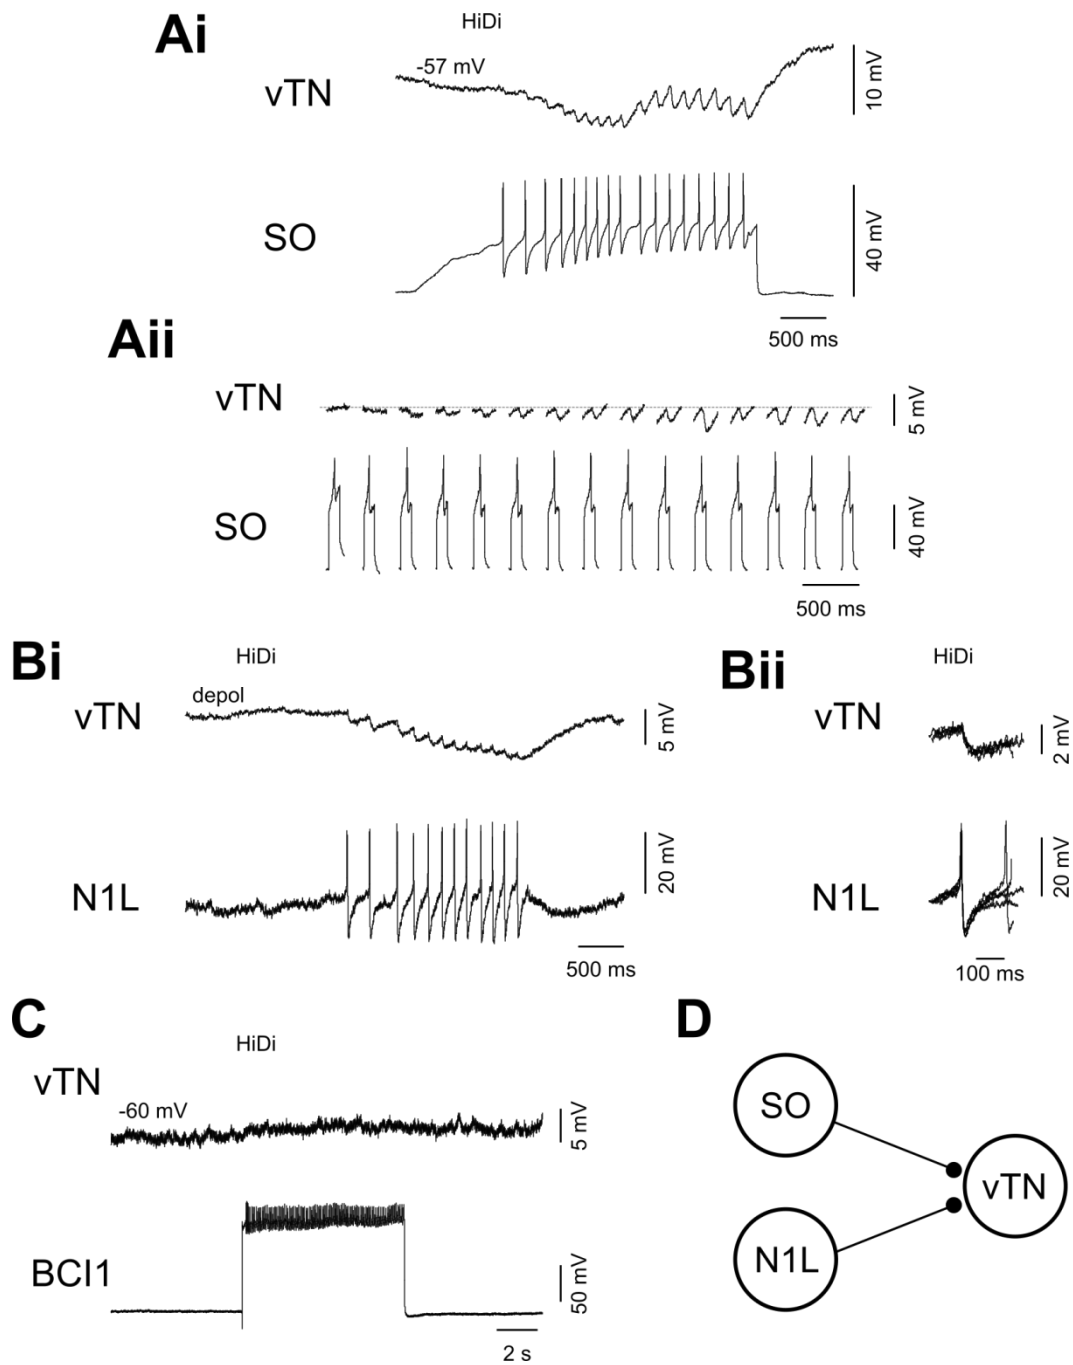 Ai
HiDi
-57 mV
vTN
10 mV
SO
40 mV
500 ms
Aii
vTN
5 mV
SO
40 mV
500 ms
Bi
HiDi
depol
vTN
5 mV
N1L
20 mV
500 ms
Bii
HiDi
vTN
2 mV
N1L
20 mV
100 ms
C
HiDi
vTN
-60 mV
5 mV
BCI1
50 mV
2 s
D
SO
vTN
N1L